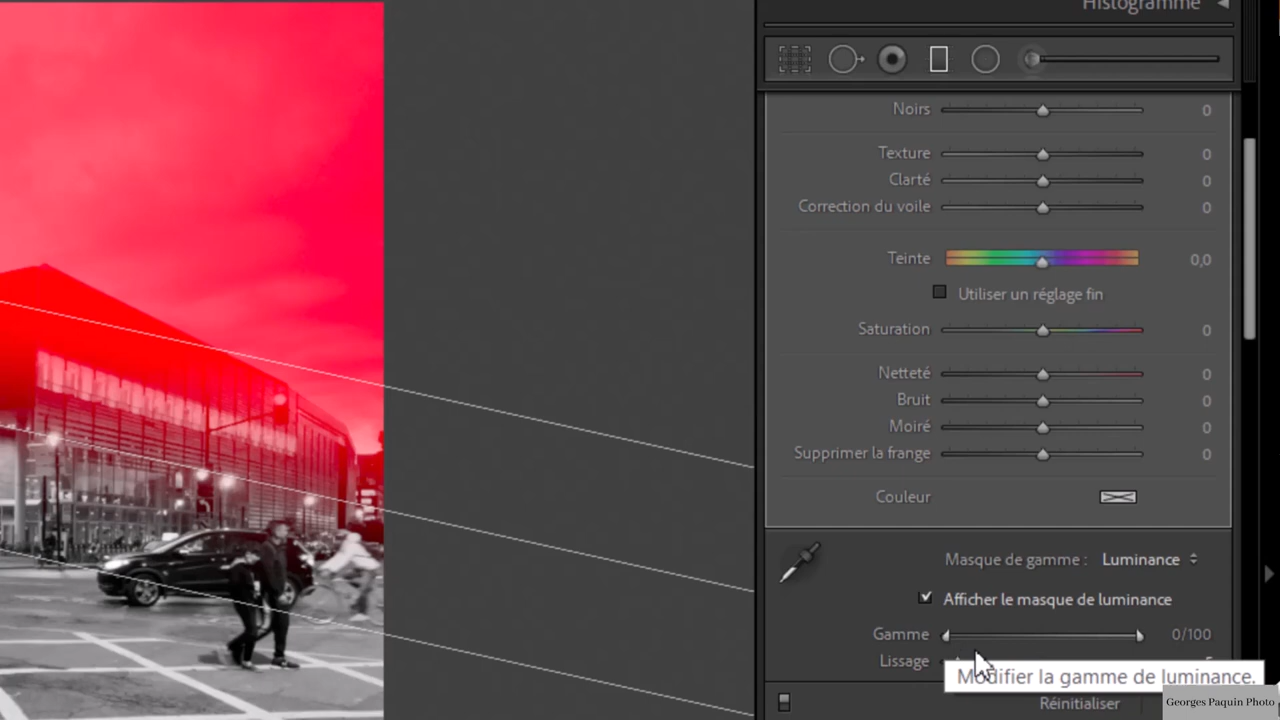 Histogramme
Noirs 0
Texture 0
Clarté 0
Correction du voile 0
Teinte 0,0
Utiliser un réglage fin
Saturation 0
Netteté 0
Bruit 0
Moiré 0
Supprimer la frange 0
Couleur
Masque de gamme : Luminance
Afficher le masque de luminance
Gamme 0/100
Lissage
Modifier la gamme de luminance.
Réinitialiser
Georges Paquin Photo